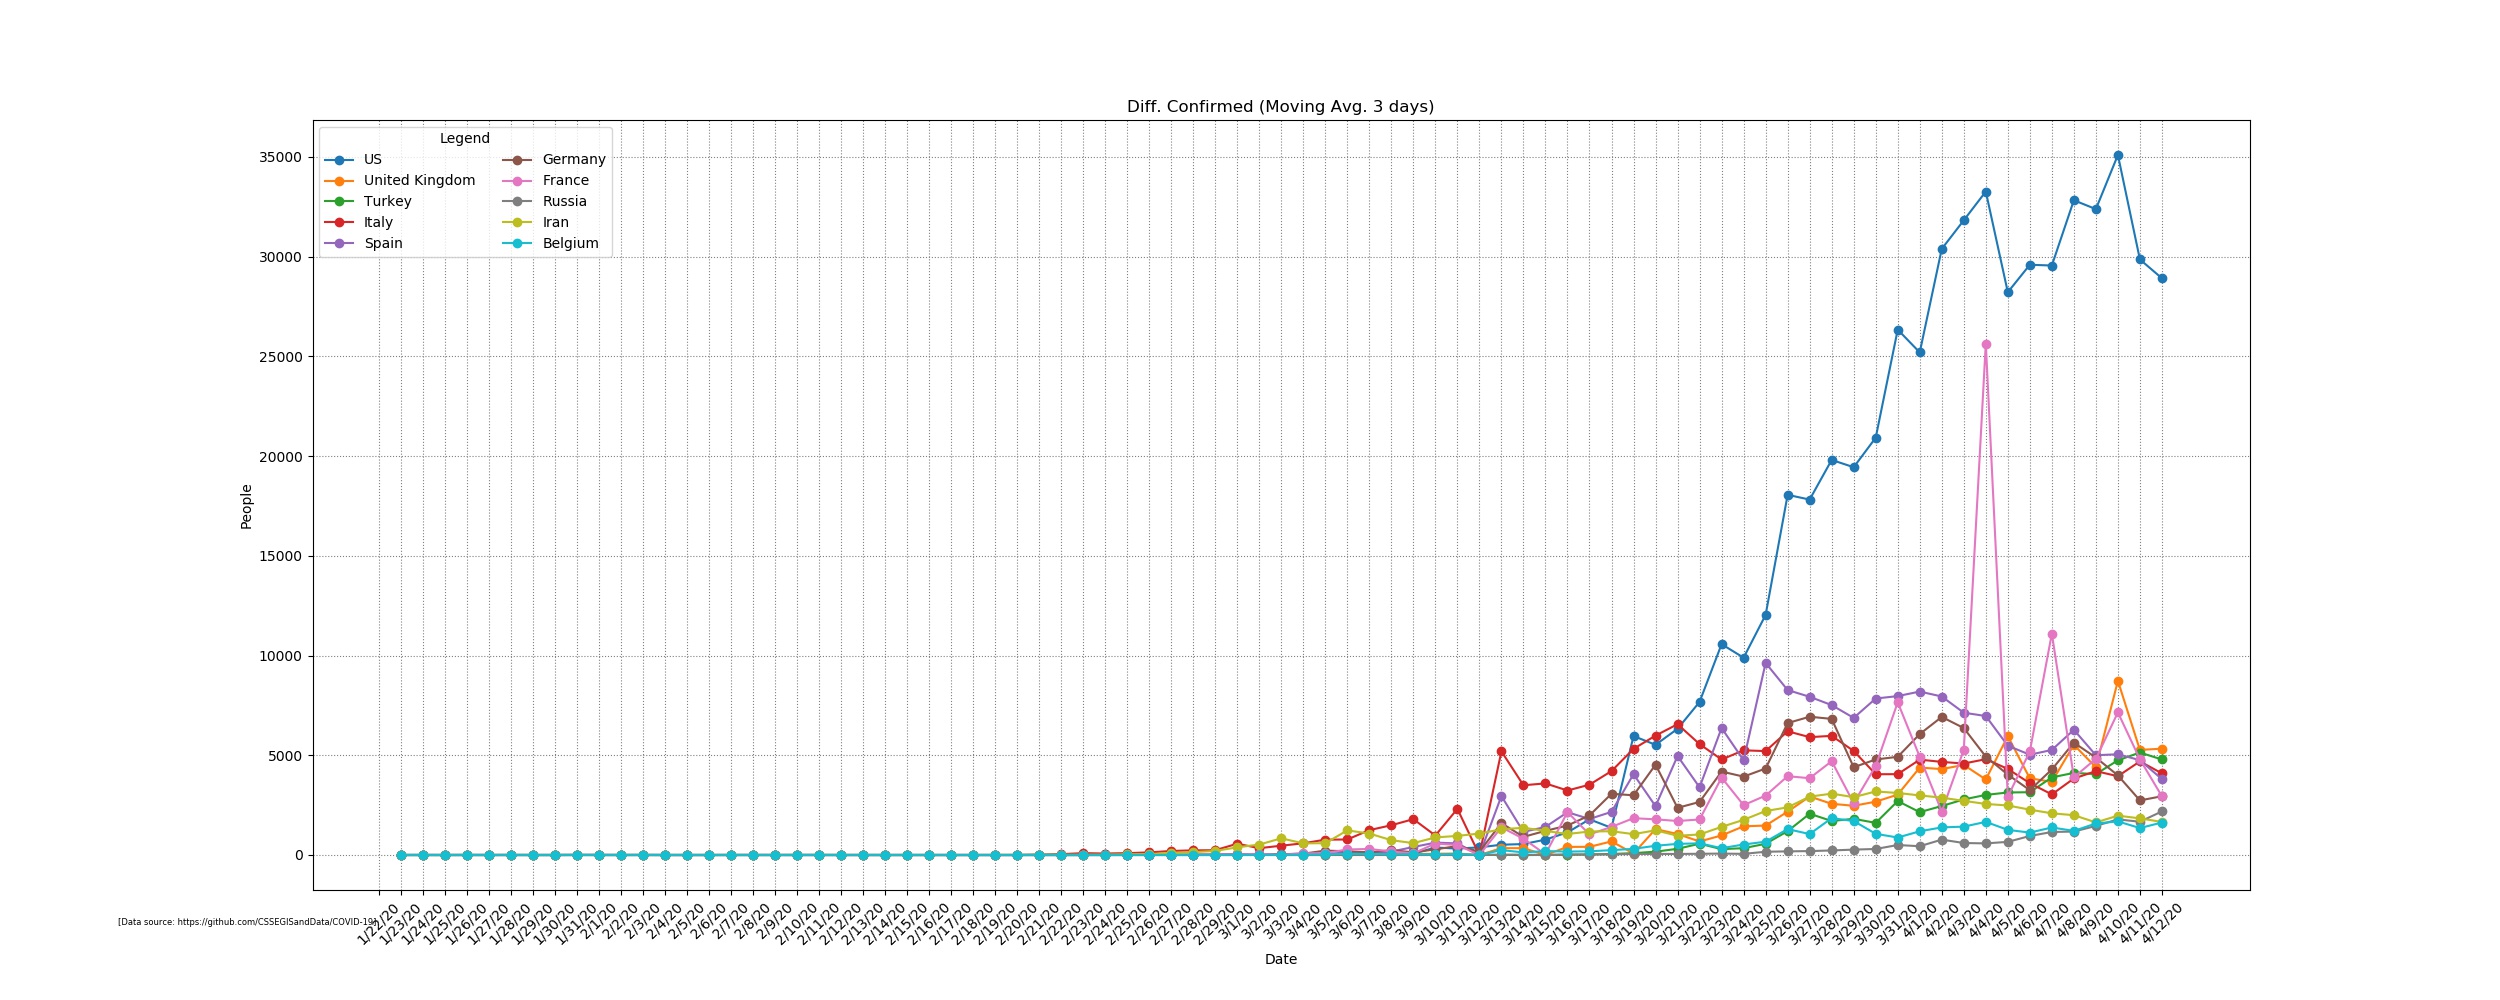 Diff. Confirmed (Moving Avg. 3 days)
Legend
US
United Kingdom
Turkey
Italy
Spain
Germany
France
Russia
Iran
Belgium
People
35000
30000
25000
20000
15000
10000
5000
0
1/22/20 1/23/20 1/24/20 1/25/20 1/26/20 1/27/20 1/28/20 1/29/20 1/30/20 1/31/20 2/1/20 2/2/20 2/3/20 2/4/20 2/5/20 2/6/20 2/7/20 2/8/20 2/9/20 2/10/20 2/11/20 2/12/20 2/13/20 2/14/20 2/15/20 2/16/20 2/17/20 2/18/20 2/19/20 2/20/20 2/21/20 2/22/20 2/23/20 2/24/20 2/25/20 2/26/20 2/27/20 2/28/20 2/29/20 3/1/20 3/2/20 3/3/20 3/4/20 3/5/20 3/6/20 3/7/20 3/8/20 3/9/20 3/10/20 3/11/20 3/12/20 3/13/20 3/14/20 3/15/20 3/16/20 3/17/20 3/18/20 3/19/20 3/20/20 3/21/20 3/22/20 3/23/20 3/24/20 3/25/20 3/26/20 3/27/20 3/28/20 3/29/20 3/30/20 3/31/20 4/1/20 4/2/20 4/3/20 4/4/20 4/5/20 4/6/20 4/7/20 4/8/20 4/9/20 4/10/20 4/11/20 4/12/20
[Data source: https://github.com/CSSEGISandData/COVID-19]
Date